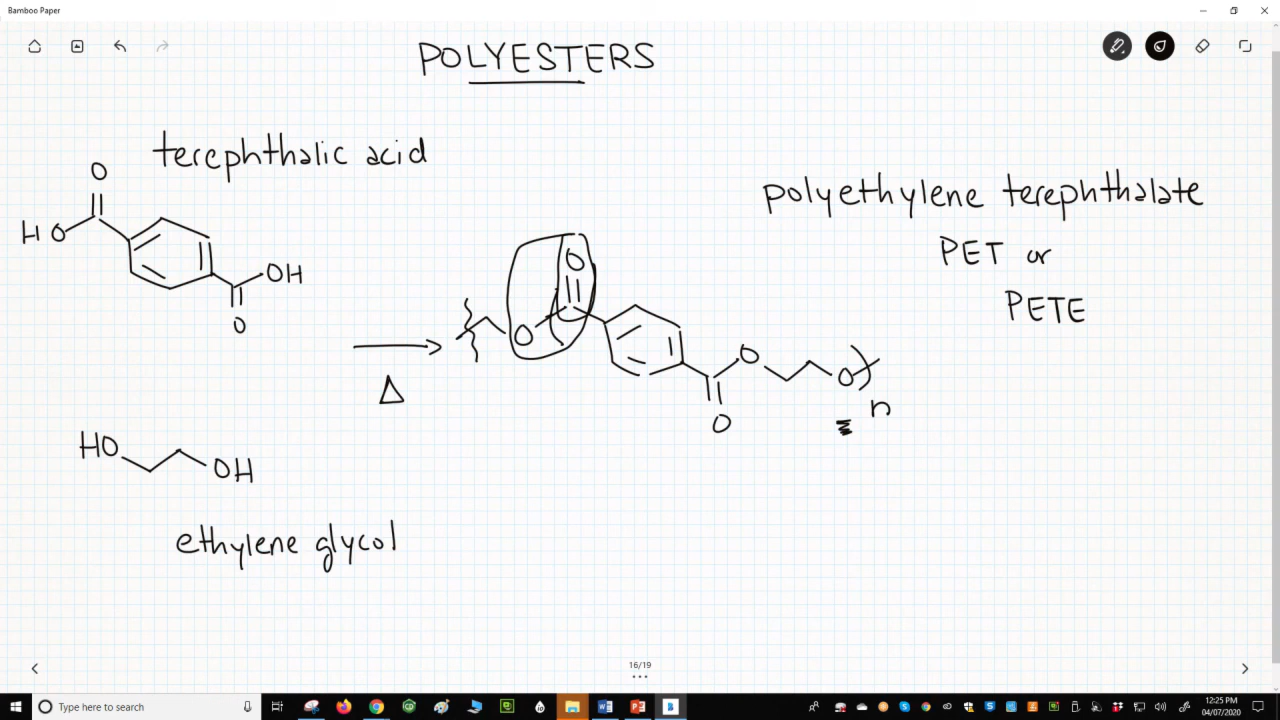 Bamboo Paper
POLYESTERS
terephthalic acid
O
HO
OH
O
polyethylene terephthalate
PET or
PETE
O
O
O
O
O
n
Δ
HO
OH
ethylene glycol
16/19
Type here to search
12:25 PM
04/07/2020